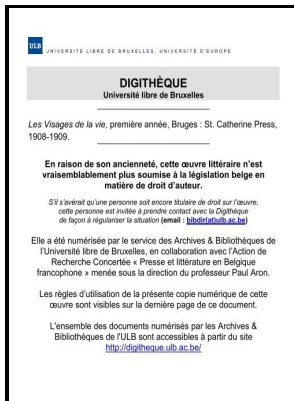 ULB UNIVERSITÉ LIBRE DE BRUXELLES, UNIVERSITÉ D'EUROPE
DIGITHÈQUE
Université libre de Bruxelles
Les Visages de la vie, première année, Bruges : St. Catherine Press,
1908-1909.
En raison de son ancienneté, cette œuvre littéraire n'est
vraisemblablement plus soumise à la législation belge en
matière de droit d'auteur.
S'il s'avérait qu'une personne soit encore titulaire de droit sur l'œuvre,
cette personne est invitée à prendre contact avec la Digithèque
de façon à régulariser la situation (email : bibdir(at)ulb.ac.be)
Elle a été numérisée par le service des Archives & Bibliothèques de
l'Université libre de Bruxelles, en collaboration avec l'Action de
Recherche Concertée « Presse et littérature en Belgique
francophone » menée sous la direction du professeur Paul Aron.
Les règles d'utilisation de la présente copie numérique de cette
œuvre sont visibles sur la dernière page de ce document.
L'ensemble des documents numérisés par les Archives &
Bibliothèques de l'ULB sont accessibles à partir du site
http://digitheque.ulb.ac.be/